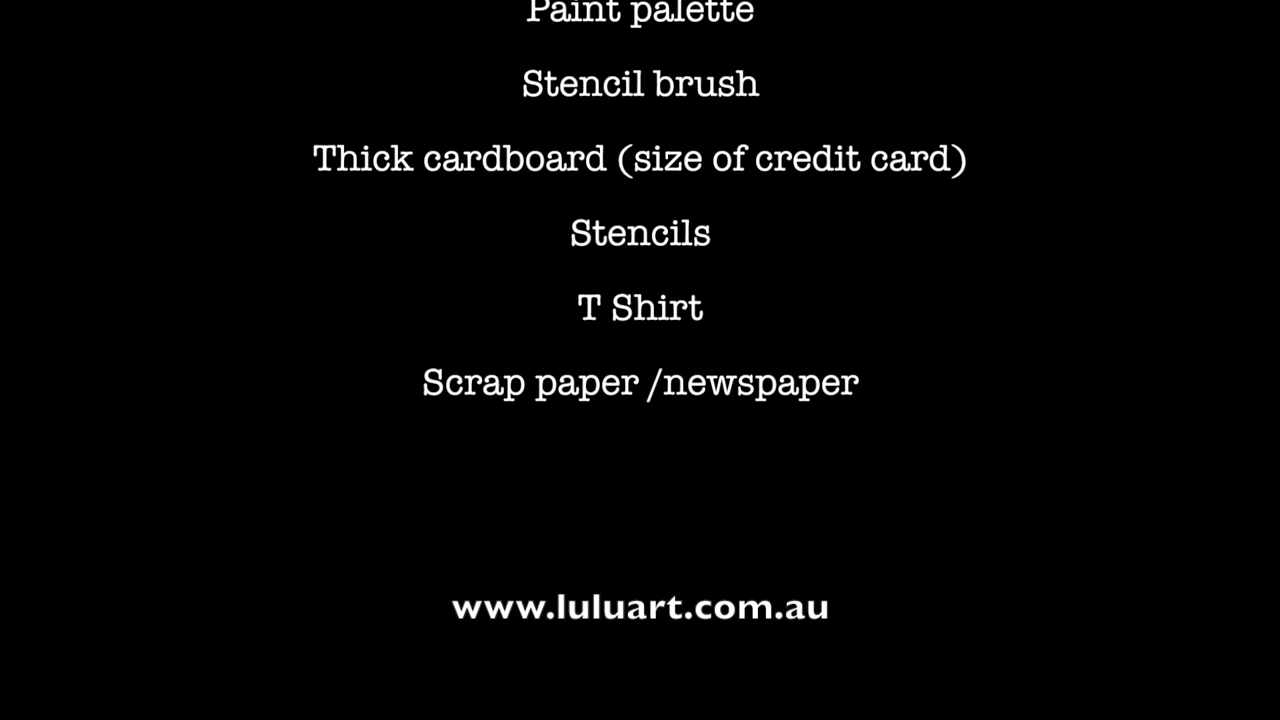 Paint palette
Stencil brush
Thick cardboard (size of credit card)
Stencils
T Shirt
Scrap paper /newspaper
www.luluart.com.au